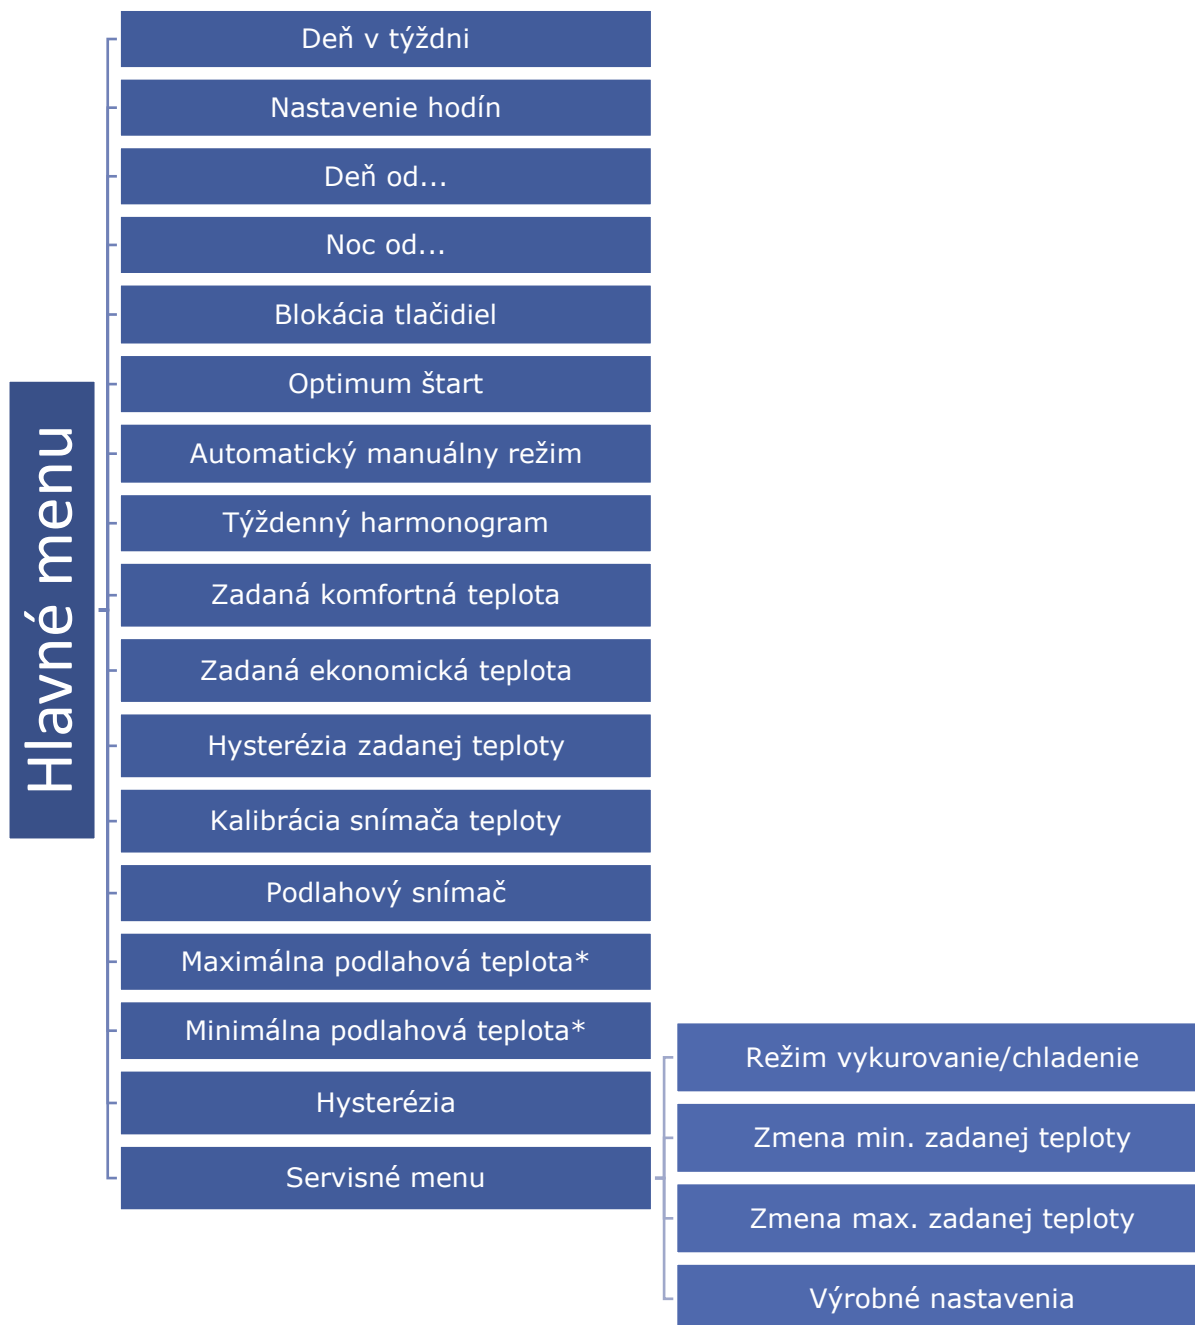 Hlavné menu
Deň v týždni
Nastavenie hodín
Deň od...
Noc od...
Blokácia tlačidiel
Optimum štart
Automatický manuálny režim
Týždenný harmonogram
Zadaná komfortná teplota
Zadaná ekonomická teplota
Hysterézia zadanej teploty
Kalibrácia snímača teploty
Podlahový snímač
Maximálna podlahová teplota*
Minimálna podlahová teplota*
Hysterézia
Servisné menu
Režim vykurovanie/chladenie
Zmena min. zadanej teploty
Zmena max. zadanej teploty
Výrobné nastavenia